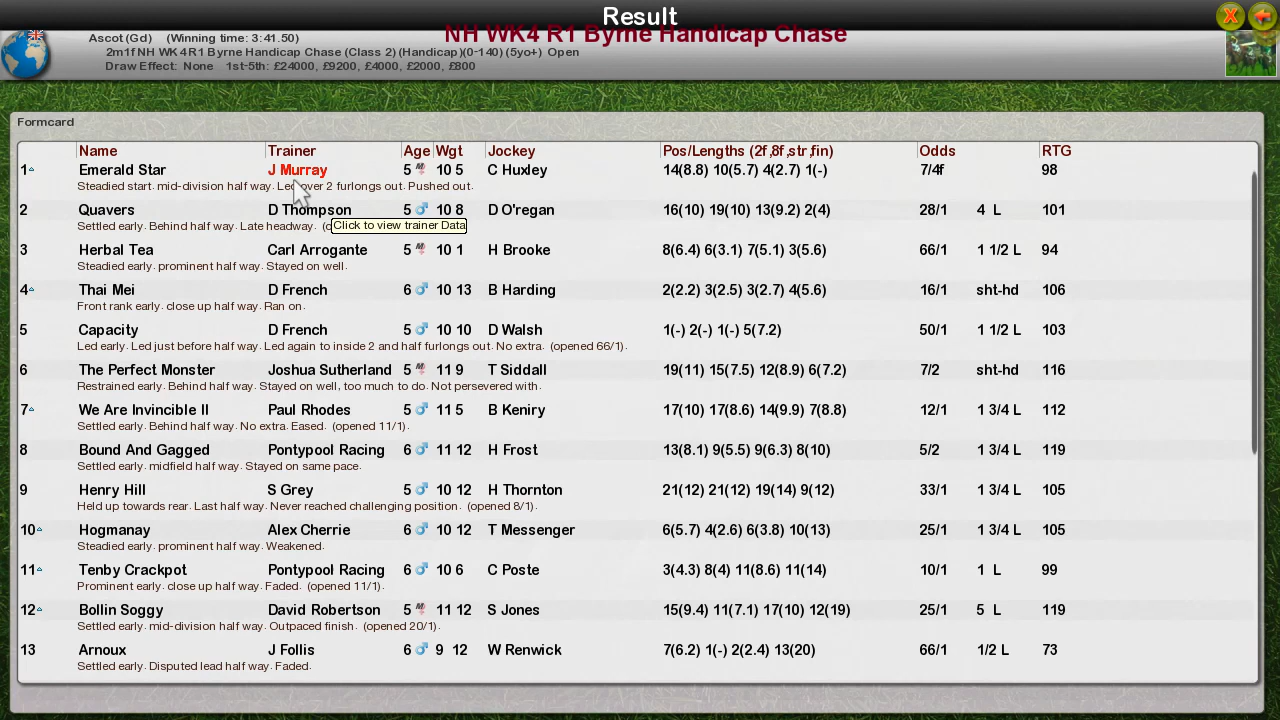 Result
NH WK4 R1 Byrne Handicap Chase
Ascot (Gd) (Winning time: 3:41.50)
2m1f NH WK4 R1 Byrne Handicap Chase (Class 2) (Handicap)(0-140) (5yo+) Open
Draw Effect: None 1st-5th: £24000, £9200, £4000, £2000, £800
Formcard
Name Trainer Age Wgt Jockey Pos/Lengths (2f,8f,str,fin) Odds RTG
1 Emerald Star J Murray 5 10 5 C Huxley 14(8.8) 10(5.7) 4(2.7) 1(-) 7/4f 98
Steadied start. mid-division half way. Led over 2 furlongs out. Pushed out.
2 Quavers D Thompson 5 10 8 D O'regan 16(10) 19(10) 13(9.2) 2(4) 28/1 4 L 101
Settled early. Behind half way. Late headway.
Click to view trainer Data
3 Herbal Tea Carl Arrogante 5 10 1 H Brooke 8(6.4) 6(3.1) 7(5.1) 3(5.6) 66/1 1 1/2 L 94
Steadied early. prominent half way. Stayed on well.
4 Thai Mei D French 6 10 13 B Harding 2(2.2) 3(2.5) 3(2.7) 4(5.6) 16/1 sht-hd 106
Front rank early. close up half way. Ran on.
5 Capacity D French 5 10 10 D Walsh 1(-) 2(-) 1(-) 5(7.2) 50/1 1 1/2 L 103
Led early. Led just before half way. Led again to inside 2 and half furlongs out. No extra. (opened 66/1).
6 The Perfect Monster Joshua Sutherland 5 11 9 T Siddall 19(11) 15(7.5) 12(8.9) 6(7.2) 7/2 sht-hd 116
Restrained early. Behind half way. Stayed on well, too much to do. Not persevered with.
7 We Are Invincible II Paul Rhodes 5 11 5 B Keniry 17(10) 17(8.6) 14(9.9) 7(8.8) 12/1 1 3/4 L 112
Settled early. Behind half way. No extra. Eased. (opened 11/1).
8 Bound And Gagged Pontypool Racing 6 11 12 H Frost 13(8.1) 9(5.5) 9(6.3) 8(10) 5/2 1 3/4 L 119
Settled early. midfield half way. Stayed on same pace.
9 Henry Hill S Grey 5 10 12 H Thornton 21(12) 21(12) 19(14) 9(12) 33/1 1 3/4 L 105
Held up towards rear. Last half way. Never reached challenging position. (opened 8/1).
10 Hogmanay Alex Cherrie 6 10 12 T Messenger 6(5.7) 4(2.6) 6(3.8) 10(13) 25/1 1 3/4 L 105
Steadied early. prominent half way. Weakened.
11 Tenby Crackpot Pontypool Racing 6 10 6 C Poste 3(4.3) 8(4) 11(8.6) 11(14) 10/1 1 L 99
Prominent early. close up half way. Faded. (opened 11/1).
12 Bollin Soggy David Robertson 5 11 12 S Jones 15(9.4) 11(7.1) 17(10) 12(19) 25/1 5 L 119
Settled early. mid-division half way. Outpaced finish. (opened 20/1).
13 Arnoux J Follis 6 9 12 W Renwick 7(6.2) 1(-) 2(2.4) 13(20) 66/1 1/2 L 73
Settled early. Disputed lead half way. Faded.